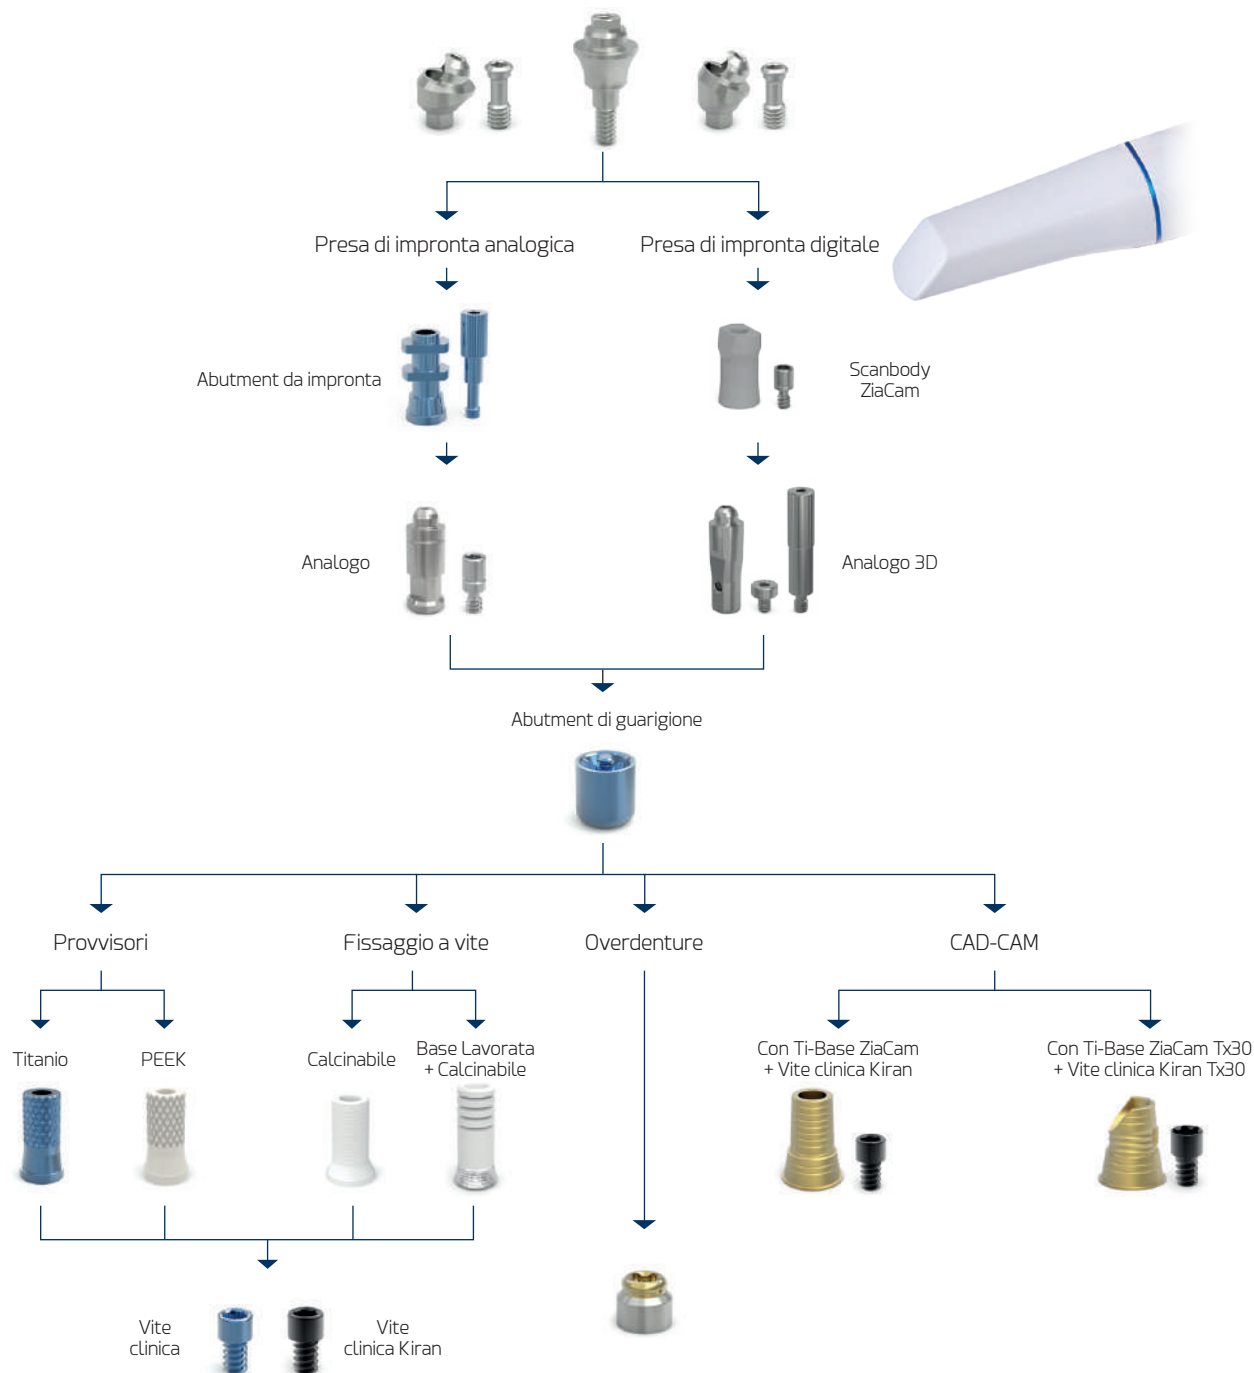 Presa di impronta analogica
Presa di impronta digitale
Abutment da impronta
Scanbody
ZiaCam
Analogo
Analogo 3D
Abutment di guarigione
Provvisori
Fissaggio a vite
Overdenture
CAD-CAM
Titanio
PEEK
Calcinabile
Base Lavorata
+ Calcinabile
Con Ti-Base ZiaCam
+ Vite clinica Kiran
Con Ti-Base ZiaCam Tx30
+ Vite clinica Kiran Tx30
Vite
clinica
Vite
clinica Kiran